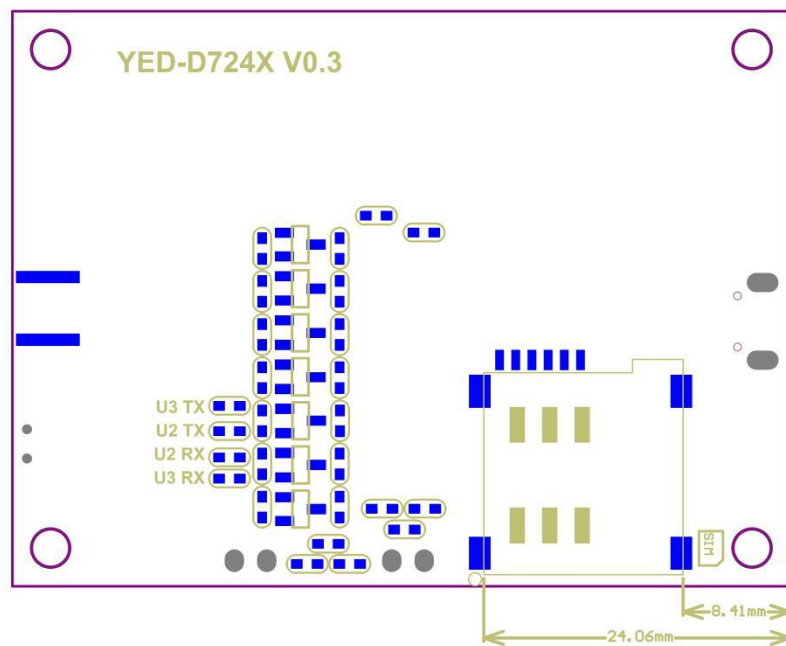 YED-D724X V0.3
U3 TX
U2 TX
U2 RX
U3 RX
SIM
8.41mm
24.06mm